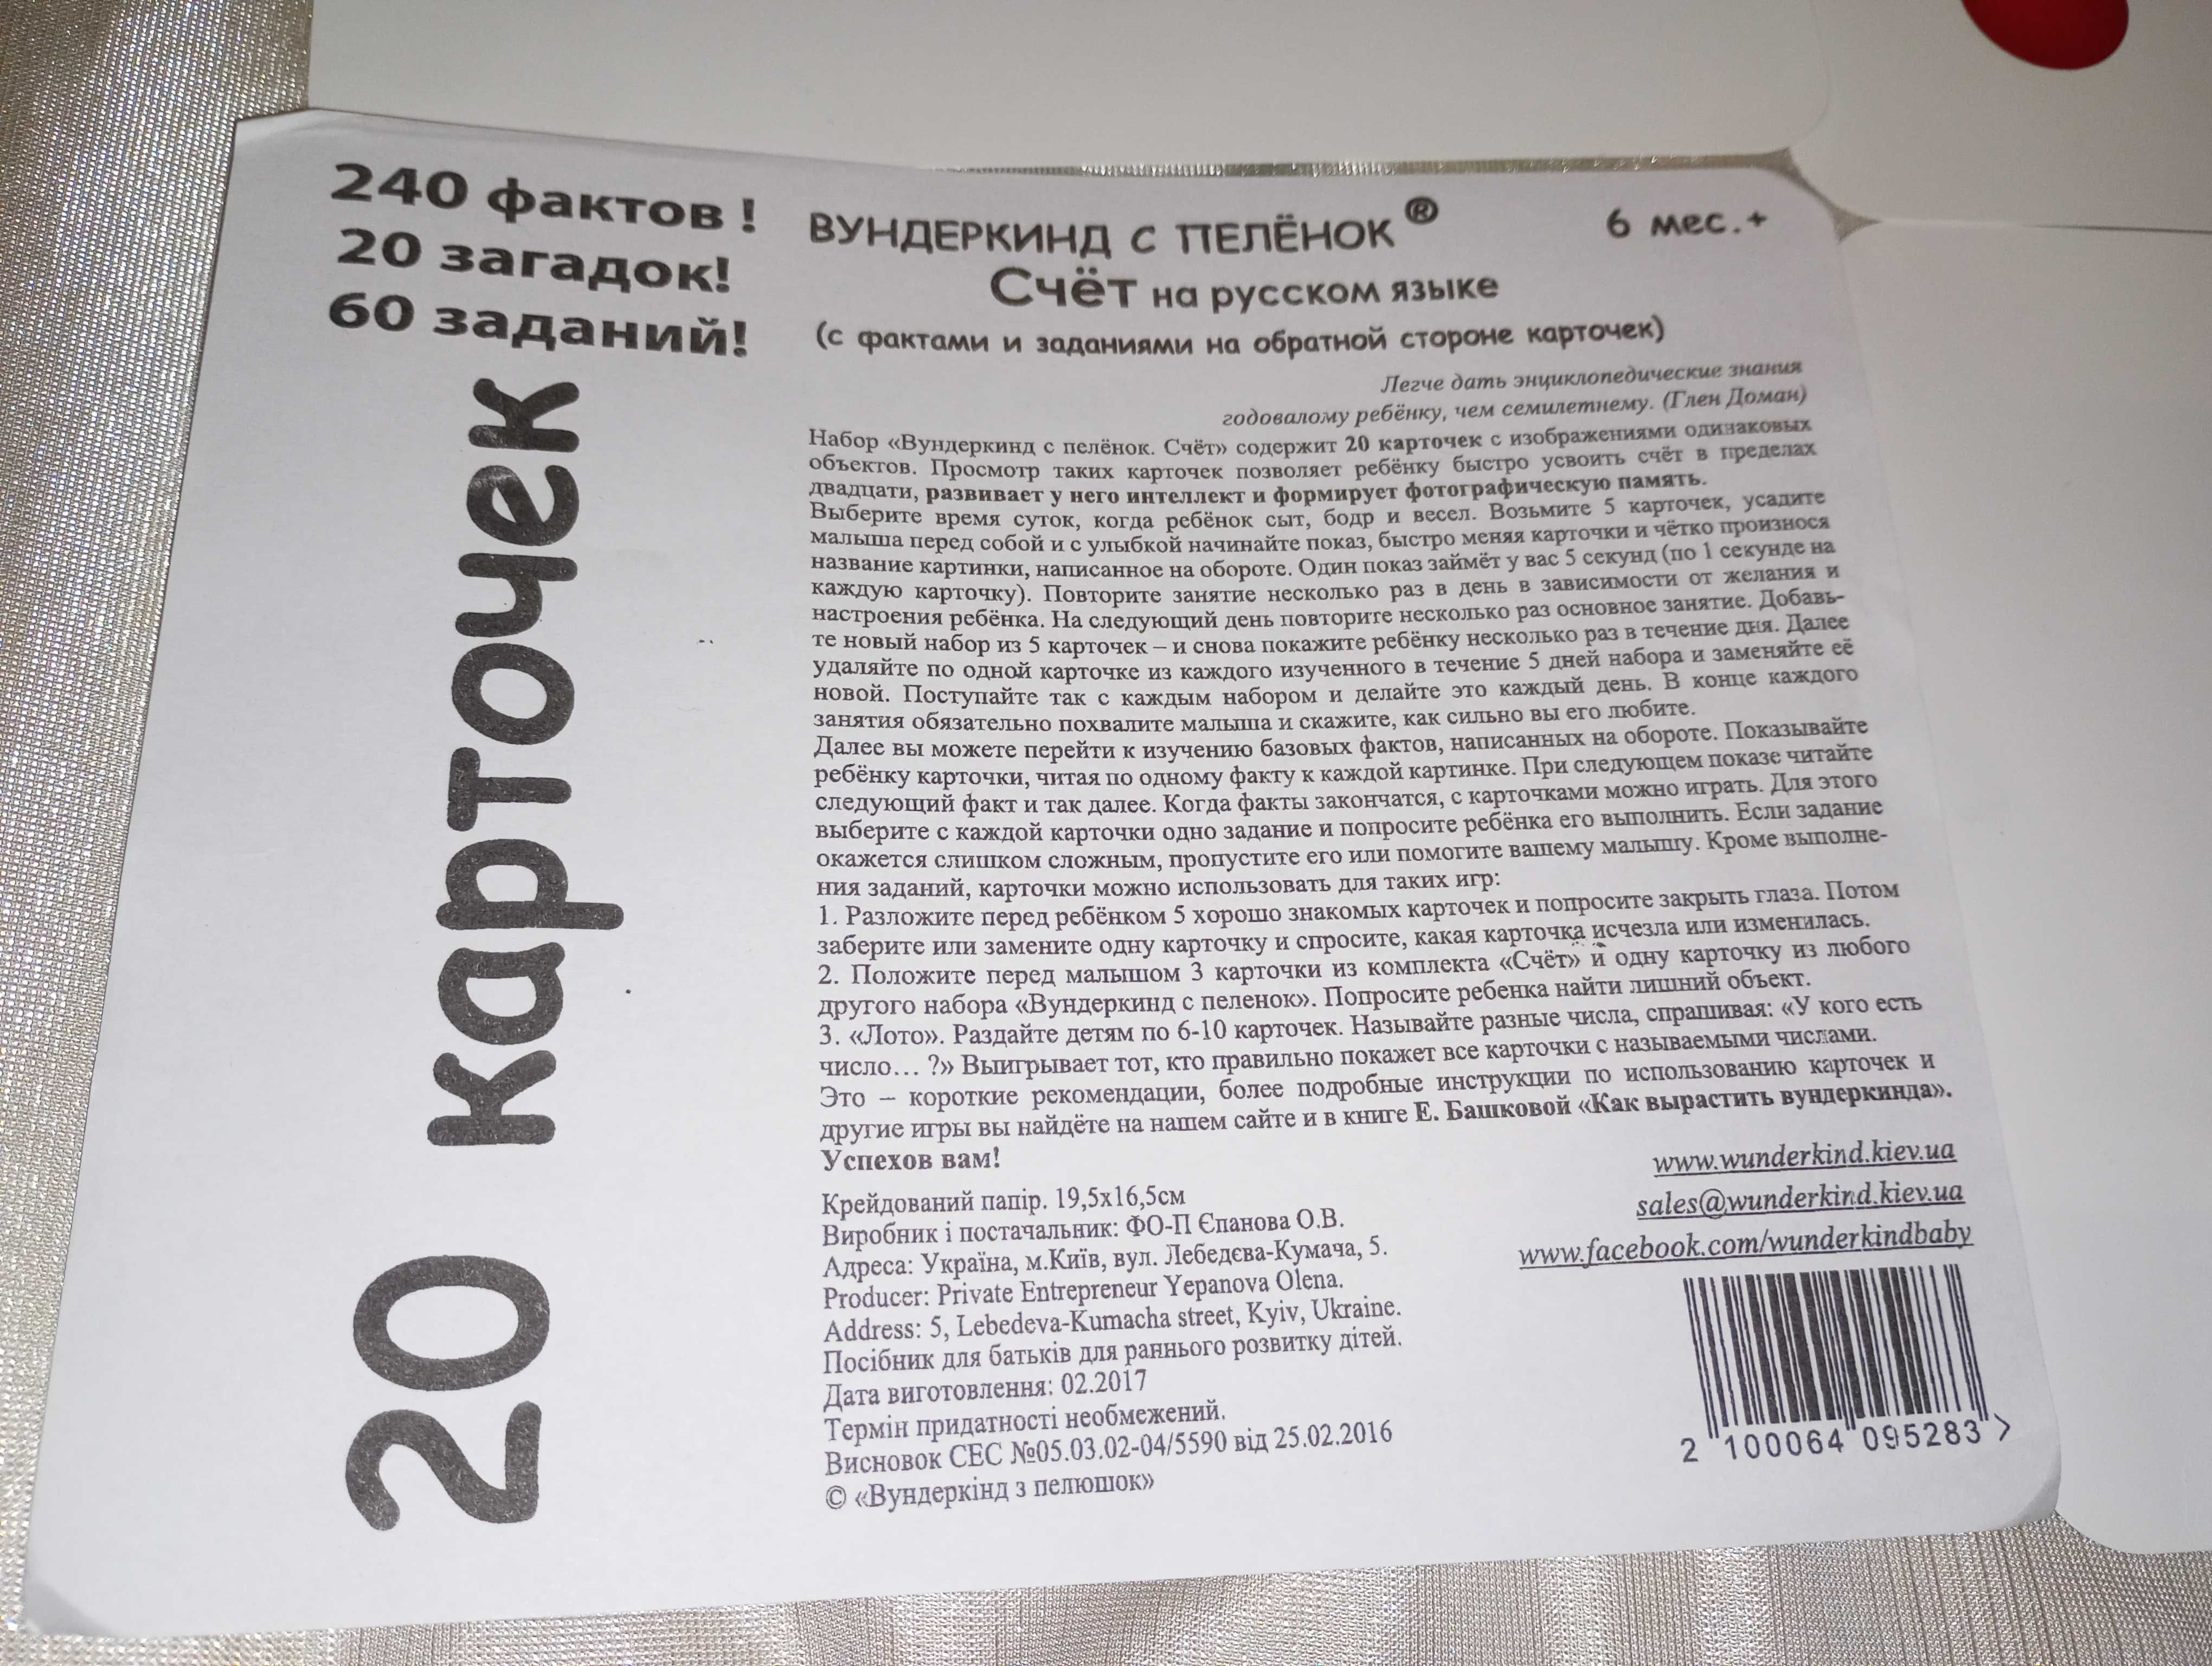 240 фактов !
20 загадок!
60 заданий!
20 карточек
ВУНДЕРКИНД С ПЕЛЁНОК ®
6 мес.+
Счёт на русском языке
(с фактами и заданиями на обратной стороне карточек)
Легче дать энциклопедические знания
годовалому ребёнку, чем семилетнему. (Глен Доман)
Набор «Вундеркинд с пелёнок. Счёт» содержит 20 карточек с изображениями одинаковых
объектов. Просмотр таких карточек позволяет ребёнку быстро усвоить счёт в пределах
двадцати, развивает у него интеллект и формирует фотографическую память.
Выберите время суток, когда ребёнок сыт, бодр и весел. Возьмите 5 карточек, усадите
малыша перед собой и с улыбкой начинайте показ, быстро меняя карточки и чётко произнося
название картинки, написанное на обороте. Один показ займёт у вас 5 секунд (по 1 секунде на
каждую карточку). Повторите занятие несколько раз в день в зависимости от желания и
настроения ребёнка. На следующий день повторите несколько раз основное занятие. Добавь-
те новый набор из 5 карточек – и снова покажите ребёнку несколько раз в течение дня. Далее
удаляйте по одной карточке из каждого изученного в течение 5 дней набора и заменяйте её
новой. Поступайте так с каждым набором и делайте это каждый день. В конце каждого
занятия обязательно похвалите малыша и скажите, как сильно вы его любите.
Далее вы можете перейти к изучению базовых фактов, написанных на обороте. Показывайте
ребёнку карточки, читая по одному факту к каждой картинке. При следующем показе читайте
следующий факт и так далее. Когда факты закончатся, с карточками можно играть. Для этого
выберите с каждой карточки одно задание и попросите ребёнка его выполнить. Если задание
окажется слишком сложным, пропустите его или помогите вашему малышу. Кроме выполне-
ния заданий, карточки можно использовать для таких игр:
1. Разложите перед ребёнком 5 хорошо знакомых карточек и попросите закрыть глаза. Потом
заберите или замените одну карточку и спросите, какая карточка исчезла или изменилась.
2. Положите перед малышом 3 карточки из комплекта «Счёт» и одну карточку из любого
другого набора «Вундеркинд с пеленок». Попросите ребенка найти лишний объект.
3. «Лото». Раздайте детям по 6-10 карточек. Называйте разные числа, спрашивая: «У кого есть
число… ?» Выигрывает тот, кто правильно покажет все карточки с называемыми числами.
Это – короткие рекомендации, более подробные инструкции по использованию карточек и
другие игры вы найдёте на нашем сайте и в книге Е. Башковой «Как вырастить вундеркинда».
Успехов вам!
www.wunderkind.kiev.ua
sales@wunderkind.kiev.ua
www.facebook.com/wunderkindbaby
Крейдований папір. 19,5х16,5см
Виробник і постачальник: ФО-П Єпанова О.В.
Адреса: Україна, м.Київ, вул. Лебедєва-Кумача, 5.
Producer: Private Entrepreneur Yepanova Olena.
Address: 5, Lebedeva-Kumacha street, Kyiv, Ukraine.
Посібник для батьків для раннього розвитку дітей.
Дата виготовлення: 02.2017
Термін придатності необмежений.
Висновок СЕС №05.03.02-04/5590 від 25.02.2016
© «Вундеркінд з пелюшок»
2 100064 095283 >